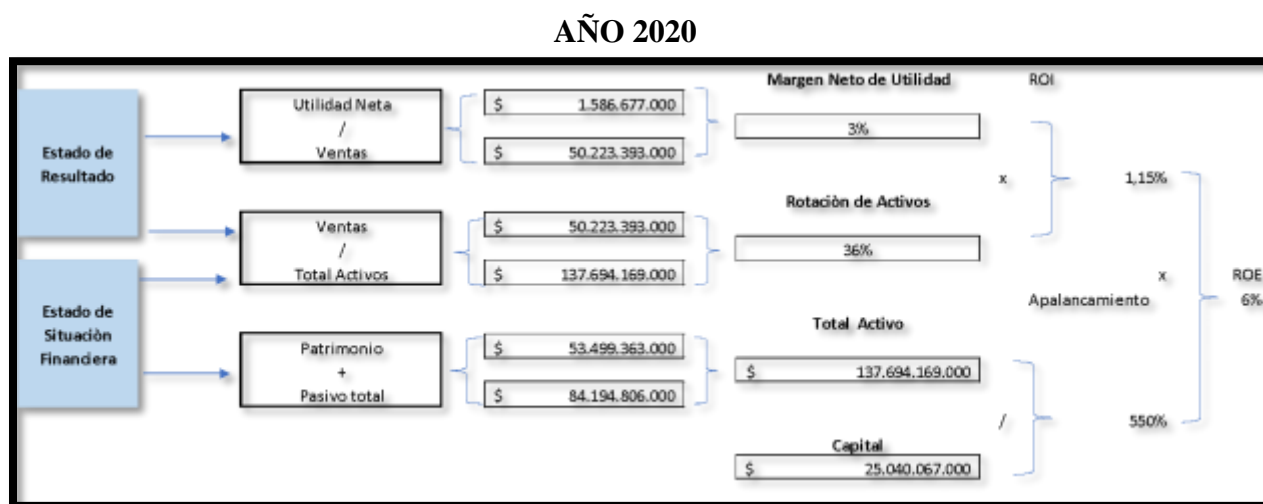 AÑO 2020
Margen Neto de Utilidad
ROI
Utilidad Neta
/
Ventas
$ 1.586.677.000
$ 50.223.393.000
3%
Estado de
Resultado
x
1,15%
Rotaciòn de Activos
Ventas
/
Total Activos
$ 50.223.393.000
$ 137.694.169.000
36%
x
ROE
6%
Apalancamiento
Estado de
Situaciòn
Financiera
Total Activo
Patrimonio
+
Pasivo total
$ 53.499.363.000
$ 84.194.806.000
$ 137.694.169.000
/
550%
Capital
$ 25.040.067.000